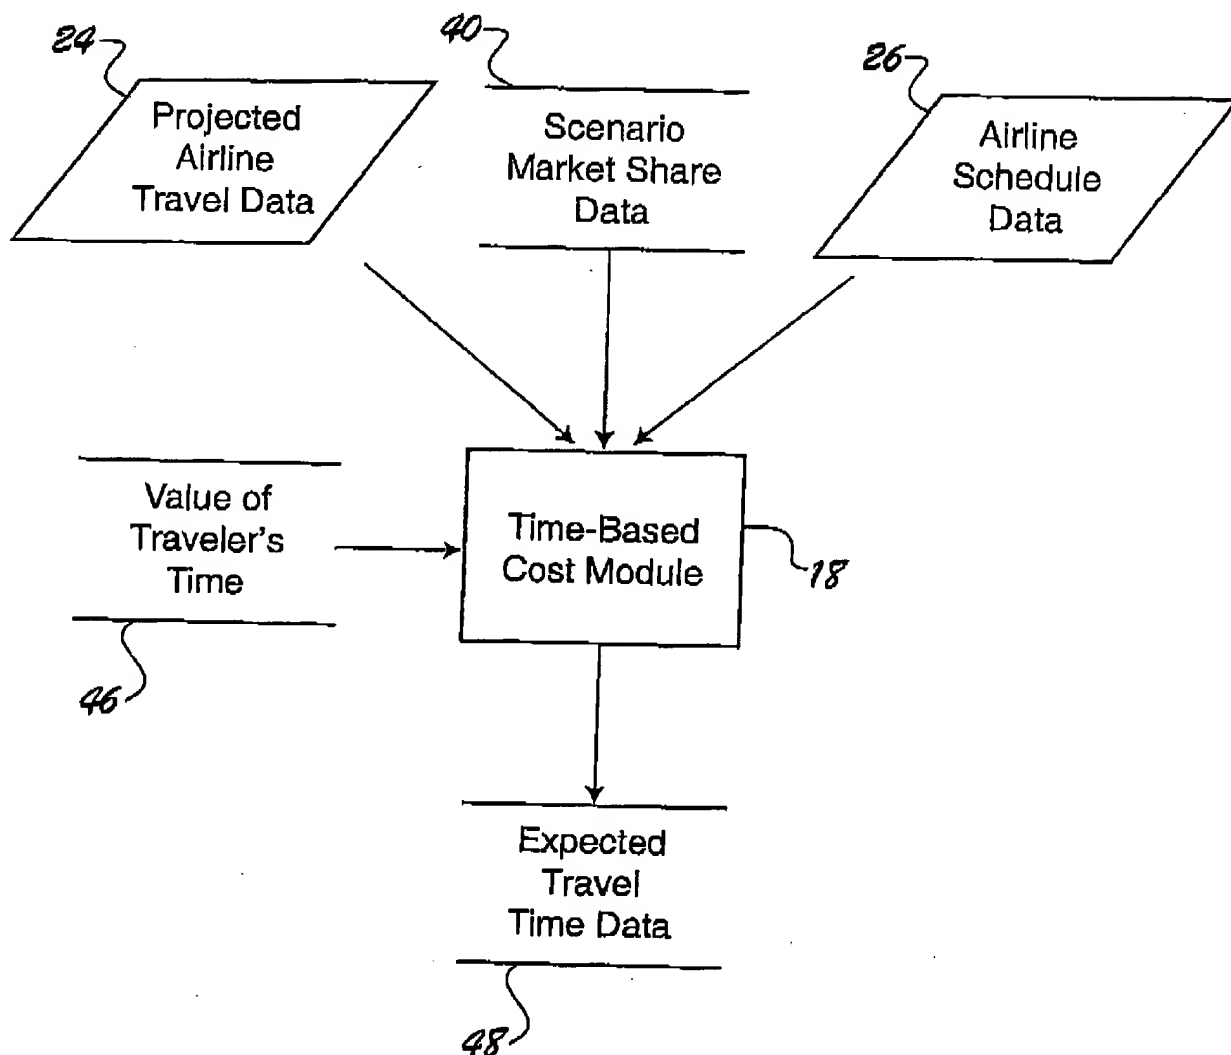 24
Projected
Airline
Travel Data
40
Scenario
Market Share
Data
26
Airline
Schedule
Data
Value of
Traveler's
Time
46
Time-Based
Cost Module
18
Expected
Travel
Time Data
48